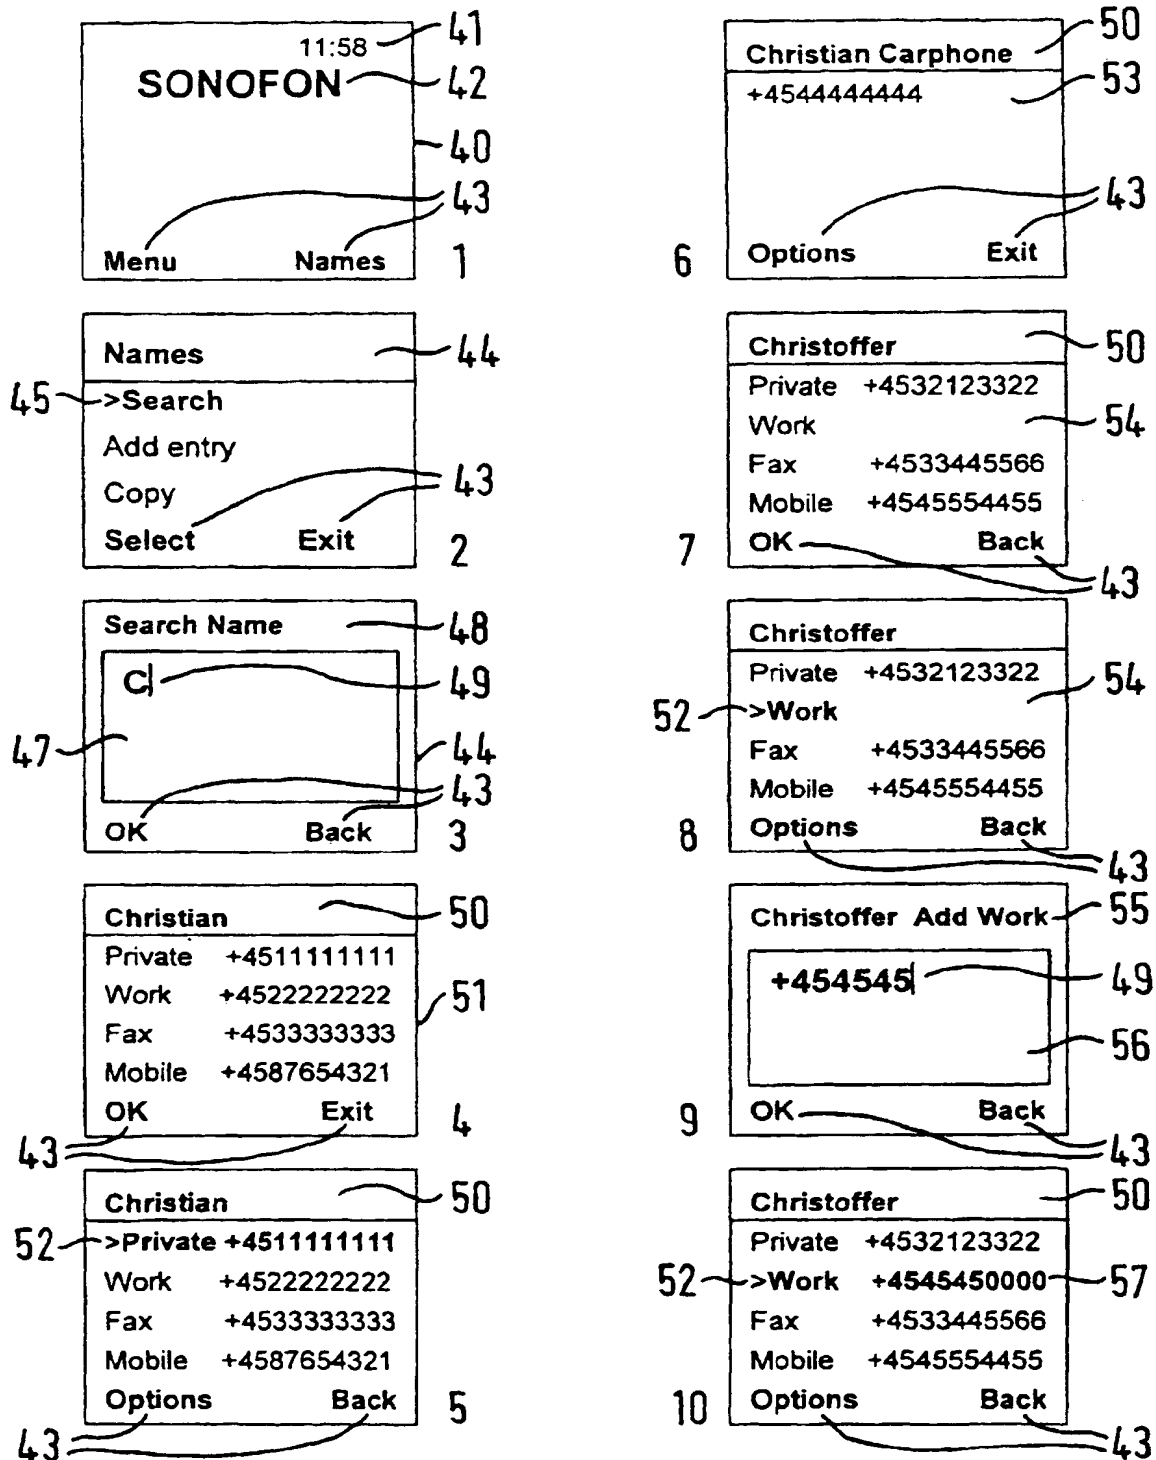 11:58
41
SONOFON
42
40
43
Menu Names
1
Names
44
45
>Search
Add entry
Copy
43
Select Exit
2
Search Name
48
C
49
47
44
43
OK Back
3
Christian
50
Private +4511111111
Work +4522222222
51
Fax +4533333333
Mobile +4587654321
OK Exit
4
43
Christian
50
52
>Private +4511111111
Work +4522222222
Fax +4533333333
Mobile +4587654321
Options Back
5
43
50
Christian Carphone
53
+4544444444
43
Options Exit
6
Christoffer
50
Private +4532123322
Work
54
Fax +4533445566
Mobile +4545554455
OK Back
7
43
Christoffer
Private +4532123322
54
52
>Work
Fax +4533445566
Mobile +4545554455
Options Back
8
43
Christoffer Add Work
55
+454545
49
56
OK Back
9
43
Christoffer
50
Private +4532123322
52
>Work +4545450000
57
Fax +4533445566
Mobile +4545554455
Options Back
10
43